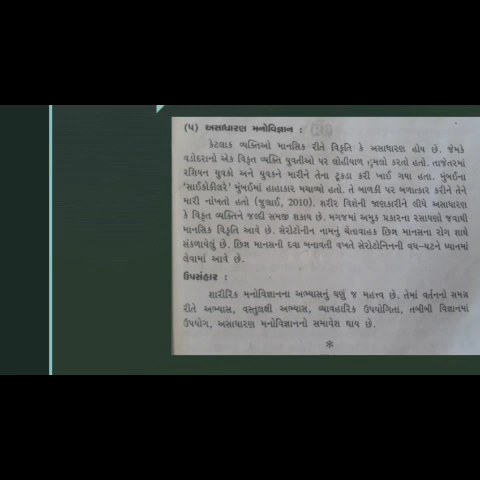 (૫) અસાધારણ મનોવિજ્ઞાન :
કેટલાક વ્યક્તિઓ માનસિક રીતે વિકૃતિ કે અસાધારણ હોય છે. જેમકે
વડોદરાનો એક વિકૃત વ્યક્તિ યુવતીઓ પર લોહીયાળ હુમલો કરતો હતો. તાજેતરમાં
રશિયન યુવકો અને યુવકને મારીને તેના ટૂકડા કરી ખાઈ ગયા હતા. મુંબઈના
'સાઈકોકીલરે' મુંબઈમાં હાહાકાર મચાવ્યો હતો. તે બાળકી પર બળાત્કાર કરીને તેને
મારી નાંખતો હતો (જુલાઈ, 2010). શરીર વિશેની જાણકારીને લીધે અસાધારણ
કે વિકૃત વ્યક્તિને જલ્દી સમજી શકાય છે. મગજમાં અમુક પ્રકારના રસાયણો જવાથી
માનસિક વિકૃતિ આવે છે. સેરોટોનીન નામનું ચેતાવાહક છિન્ન માનસના રોગ સાથે
સંકળાયેલું છે. છિન્ન માનસની દવા બનાવતી વખતે સેરોટોનિનની વધ-ઘટને ધ્યાનમાં
લેવામાં આવે છે.
ઉપસંહાર :
શારીરિક મનોવિજ્ઞાનના અભ્યાસનું ઘણું જ મહત્ત્વ છે. તેમાં વર્તનનો સમગ્ર
રીતે અભ્યાસ, વસ્તુલક્ષી અભ્યાસ, વ્યાવહારિક ઉપયોગિતા, તબીબી વિજ્ઞાનમાં
ઉપયોગ, અસાધારણ મનોવિજ્ઞાનનો સમાવેશ થાય છે.